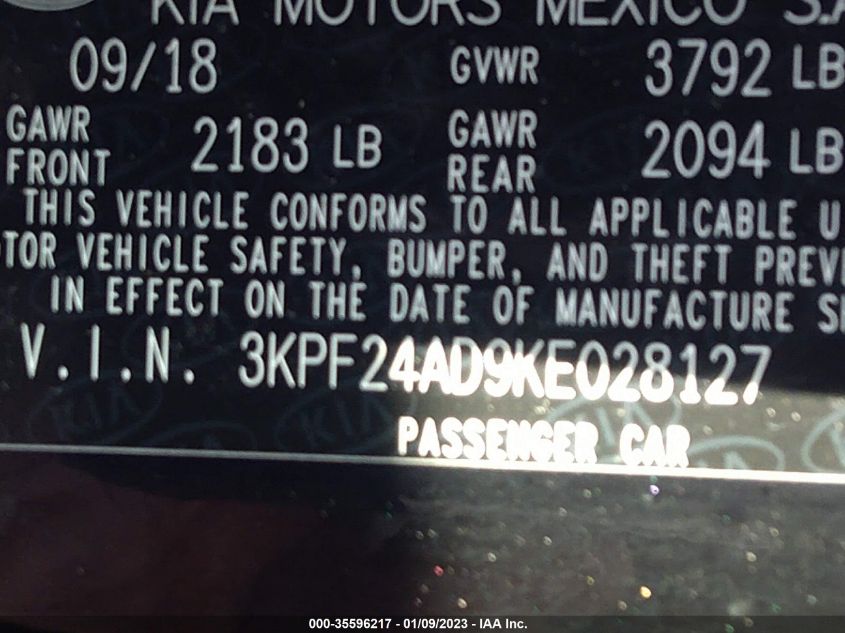 KIA MOTORS MEXICO S.A
09/18 GVWR 3792 LB
GAWR FRONT 2183 LB GAWR REAR 2094 LB
THIS VEHICLE CONFORMS TO ALL APPLICABLE U
TOR VEHICLE SAFETY, BUMPER, AND THEFT PREV
IN EFFECT ON THE DATE OF MANUFACTURE S
V.I.N. 3KPF24AD9KE028127
PASSENGER CAR
000-35596217 - 01/09/2023 - IAA Inc.